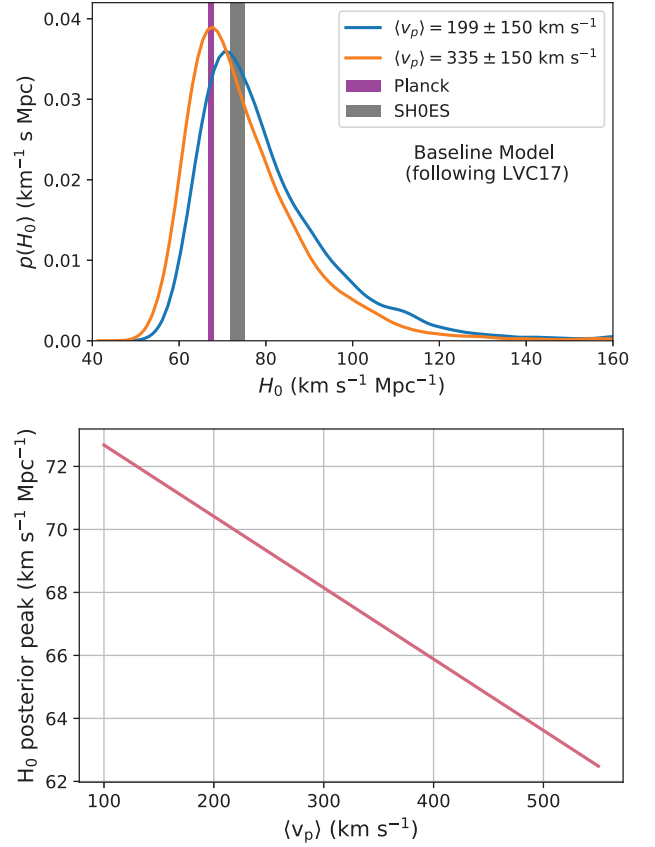 0.04
0.03
0.02
0.01
0.00
p(H₀) (km⁻¹ s Mpc)
⟨vₚ⟩ = 199 ± 150 km s⁻¹
⟨vₚ⟩ = 335 ± 150 km s⁻¹
Planck
SH0ES
Baseline Model
(following LVC17)
40 60 80 100 120 140 160
H₀ (km s⁻¹ Mpc⁻¹)
72
70
68
66
64
62
H₀ posterior peak (km s⁻¹ Mpc⁻¹)
100 200 300 400 500
⟨vₚ⟩ (km s⁻¹)